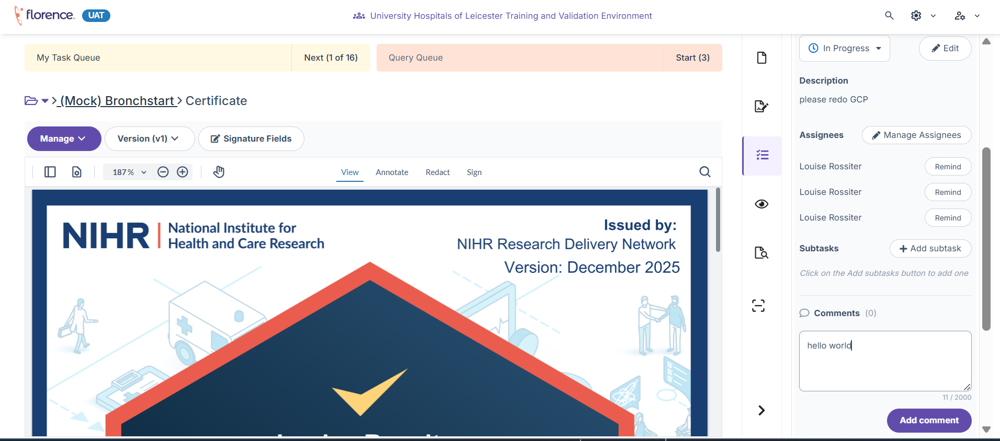 florence.
UAT
University Hospitals of Leicester Training and Validation Environment
My Task Queue
Next (1 of 16)
Query Queue
Start (3)
(Mock) Bronchstart
Certificate
Manage
Version (v1)
Signature Fields
187 %
View
Annotate
Redact
Sign
NIHR
National Institute for
Health and Care Research
Issued by:
NIHR Research Delivery Network
Version: December 2025
In Progress
Edit
Description
please redo GCP
Assignees
Manage Assignees
Louise Rossiter
Remind
Louise Rossiter
Remind
Louise Rossiter
Remind
Subtasks
Add subtask
Click on the Add subtasks button to add one
Comments (0)
hello world
11 / 2000
Add comment